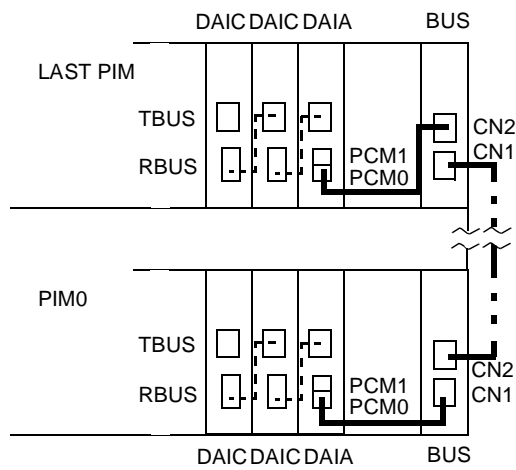 DAIC DAIC DAIA BUS
LAST PIM
TBUS
RBUS
PCM1
PCM0
CN2
CN1
PIM0
TBUS
RBUS
PCM1
PCM0
CN2
CN1
DAIC DAIC DAIA BUS